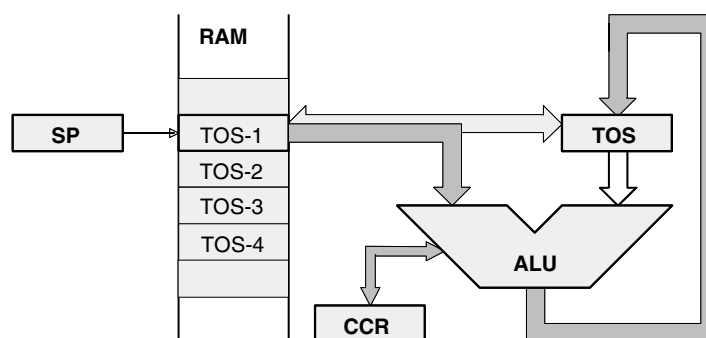 RAM
SP
TOS-1
TOS
TOS-2
TOS-3
TOS-4
ALU
CCR